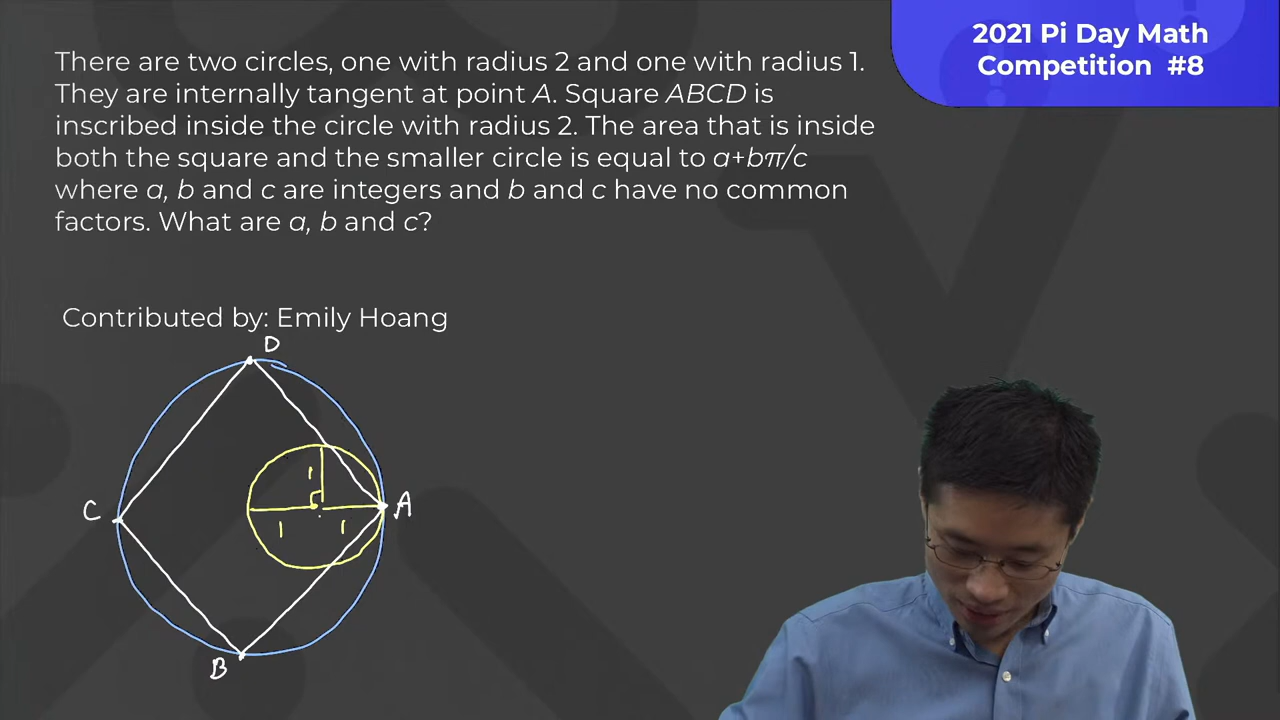 2021 Pi Day Math
Competition #8
There are two circles, one with radius 2 and one with radius 1.
They are internally tangent at point A. Square ABCD is
inscribed inside the circle with radius 2. The area that is inside
both the square and the smaller circle is equal to a+bπ/c
where a, b and c are integers and b and c have no common
factors. What are a, b and c?
Contributed by: Emily Hoang
D
1
C
A
1 1
B